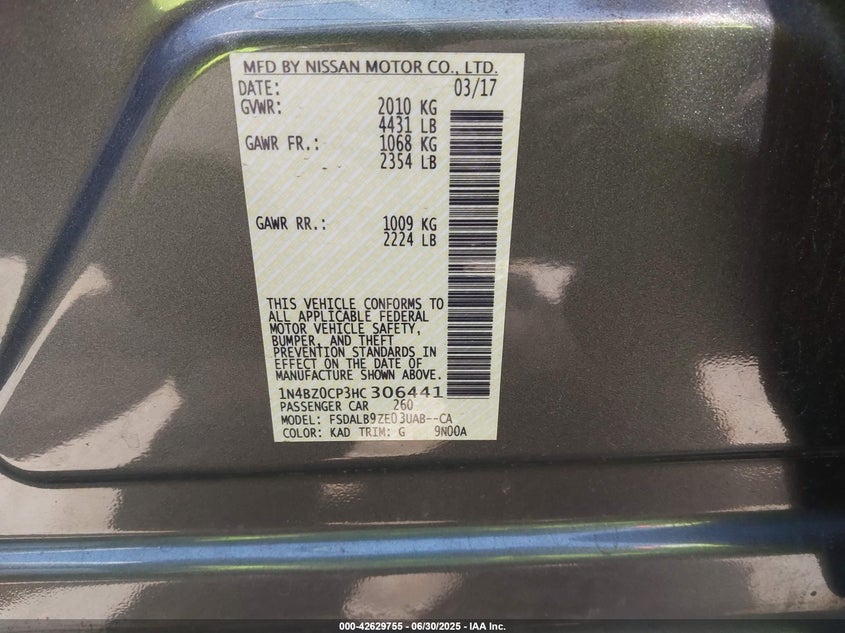 MFD BY NISSAN MOTOR CO., LTD.
DATE: 03/17
GVWR: 2010 KG
4431 LB
GAWR FR.: 1068 KG
2354 LB
GAWR RR.: 1009 KG
2224 LB
THIS VEHICLE CONFORMS TO
ALL APPLICABLE FEDERAL
MOTOR VEHICLE SAFETY,
BUMPER, AND THEFT
PREVENTION STANDARDS IN
EFFECT ON THE DATE OF
MANUFACTURE SHOWN ABOVE.
1N4BZ0CP3HC 306441
PASSENGER CAR 260
MODEL: FSDALB9ZE03UAB--CA
COLOR: KAD TRIM: G 9N00A
000-42629755 - 06/30/2025 - IAA Inc.